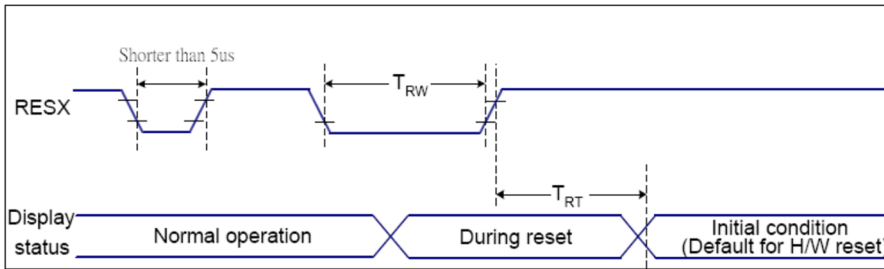 Shorter than 5us
RESX
TRW
TRT
Display
status
Normal operation
During reset
Initial condition
(Default for H/W reset)